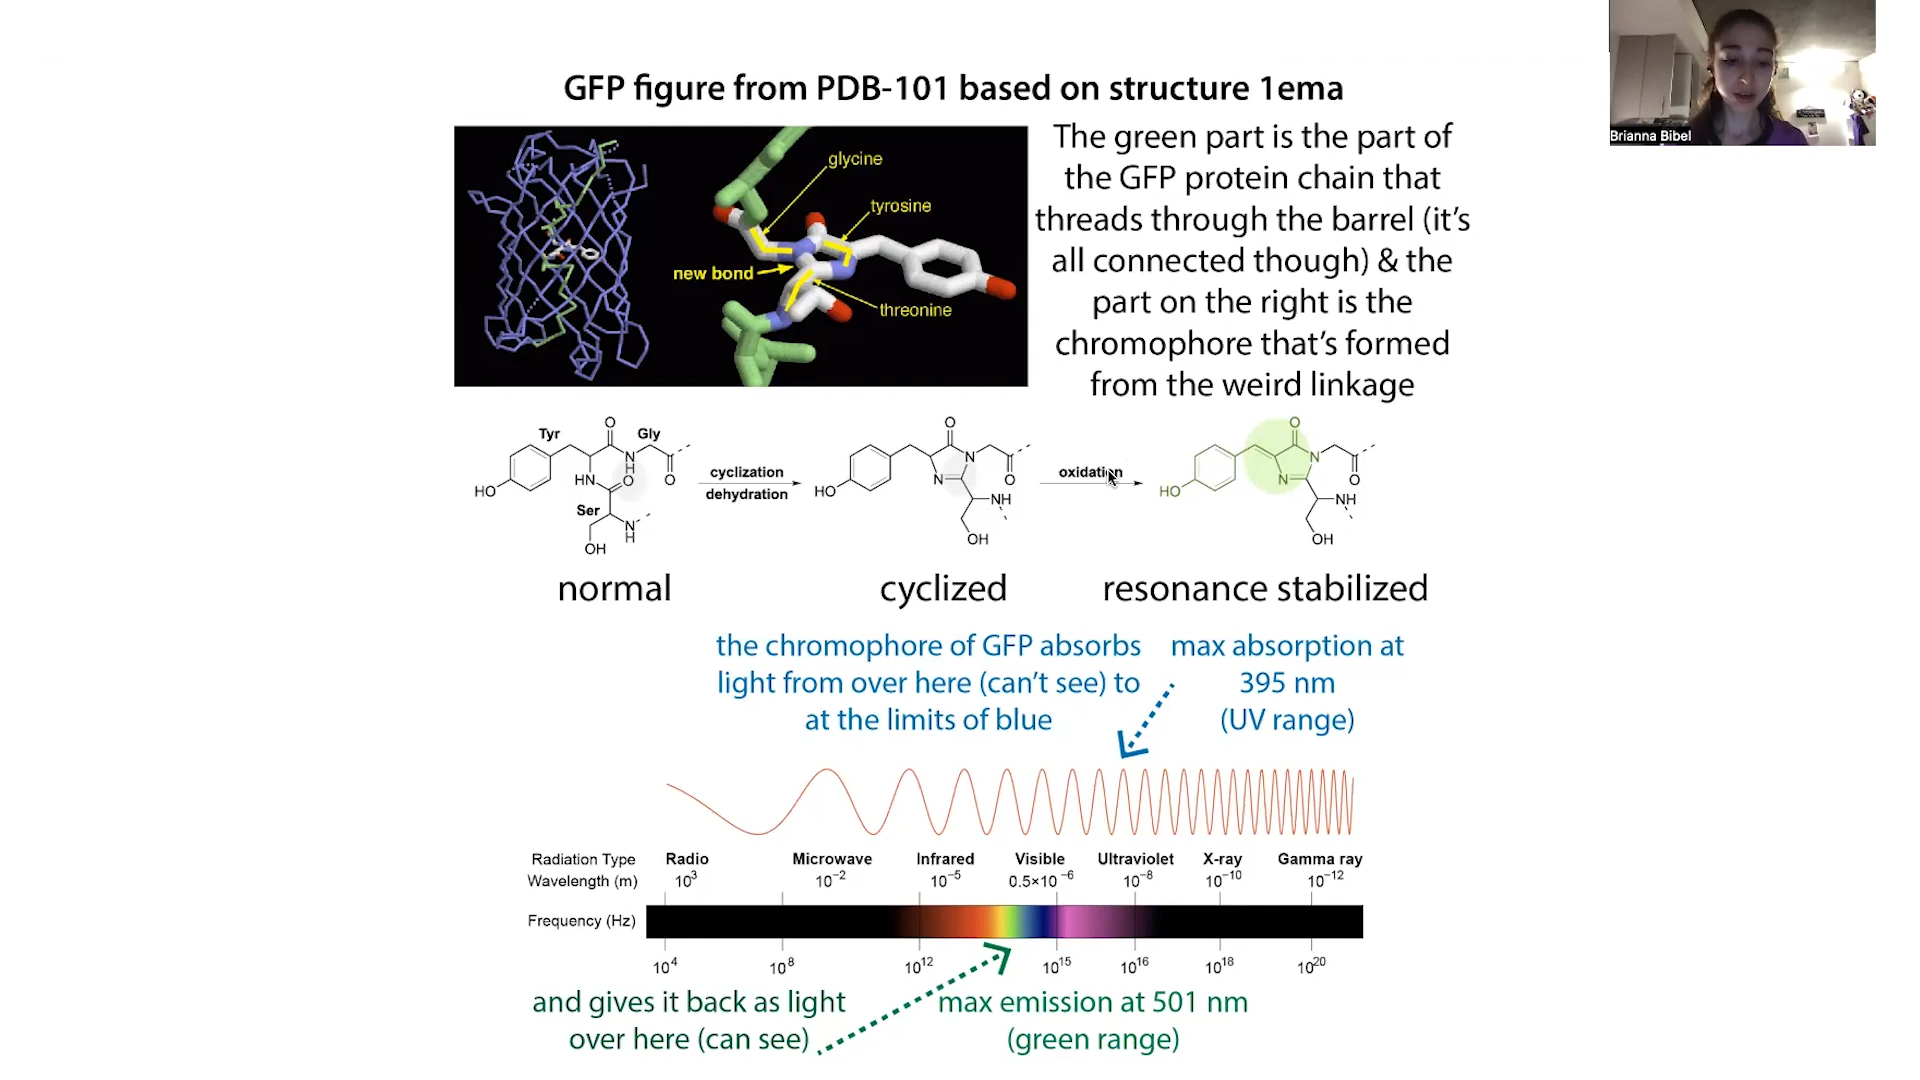 GFP figure from PDB-101 based on structure 1ema
Brianna Bibel
glycine
tyrosine
new bond
threonine
The green part is the part of
the GFP protein chain that
threads through the barrel (it's
all connected though) & the
part on the right is the
chromophore that's formed
from the weird linkage
Tyr
O
Gly
N
H
HN
O
O
HO
Ser
N
H
OH
cyclization
dehydration
O
N
N
O
HO
NH
OH
oxidation
O
N
N
O
HO
NH
OH
normal
cyclized
resonance stabilized
the chromophore of GFP absorbs
light from over here (can't see) to
at the limits of blue
max absorption at
395 nm
(UV range)
Radiation Type Radio Microwave Infrared Visible Ultraviolet X-ray Gamma ray
Wavelength (m) 10³ 10⁻² 10⁻⁵ 0.5×10⁻⁶ 10⁻⁸ 10⁻¹⁰ 10⁻¹²
Frequency (Hz)
10⁴ 10⁸ 10¹² 10¹⁵ 10¹⁶ 10¹⁸ 10²⁰
and gives it back as light
over here (can see)
max emission at 501 nm
(green range)